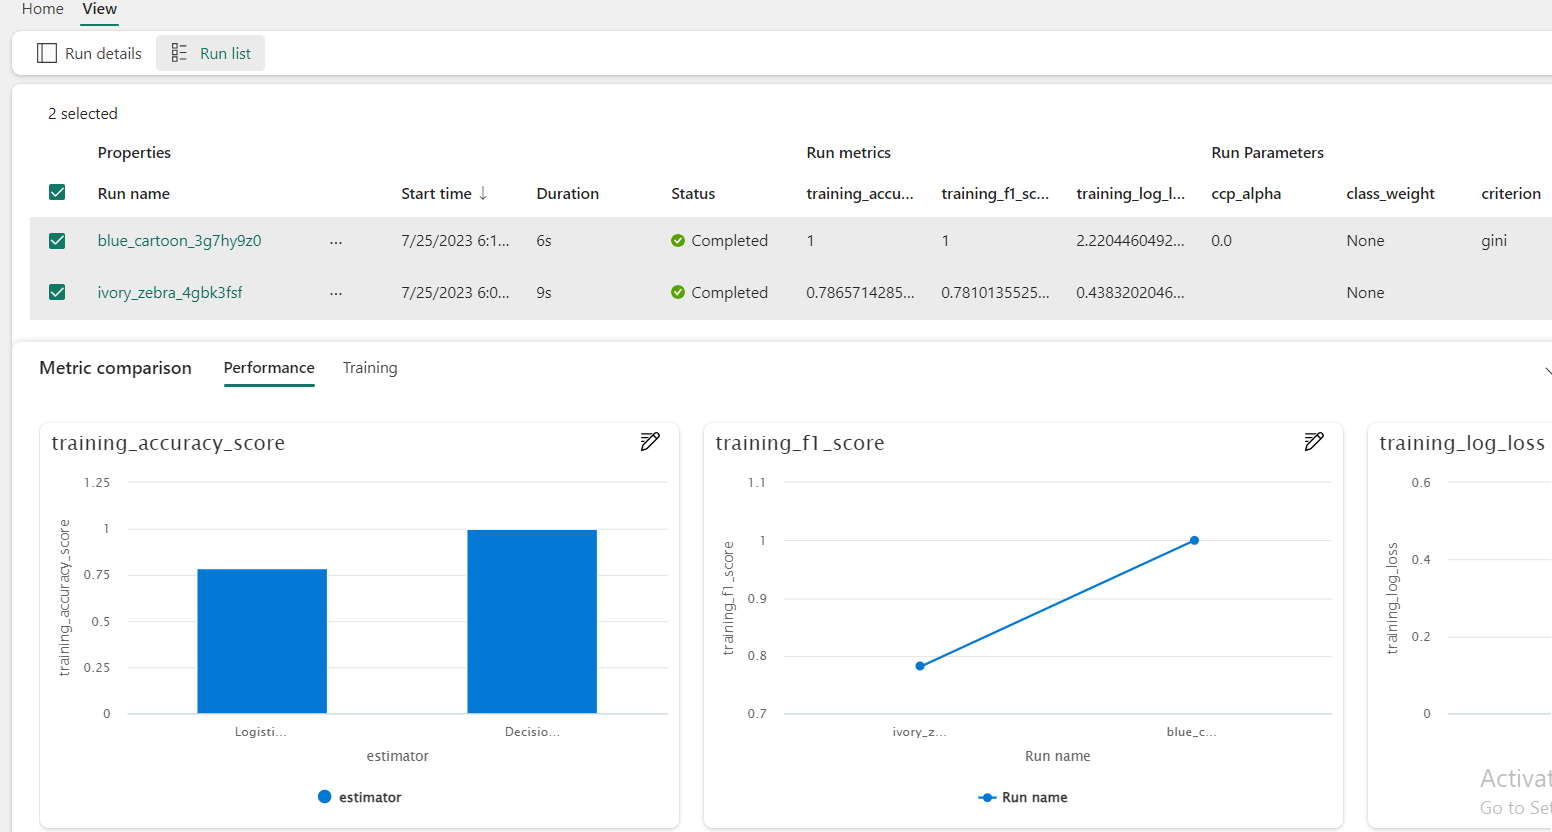 Home View
Run details Run list
2 selected
Properties Run metrics Run Parameters
Run name Start time ↓ Duration Status training_accu... training_f1_sc... training_log_l... ccp_alpha class_weight criterion
blue_cartoon_3g7hy9z0 ... 7/25/2023 6:1... 6s Completed 1 1 2.2204460492... 0.0 None gini
ivory_zebra_4gbk3fsf ... 7/25/2023 6:0... 9s Completed 0.7865714285... 0.7810135525... 0.4383202046... None
Metric comparison Performance Training
training_accuracy_score
1.25
1
0.75
0.5
0.25
0
training_accuracy_score
Logisti... Decisio...
estimator
estimator
training_f1_score
1.1
1
0.9
0.8
0.7
training_f1_score
ivory_z... blue_c...
Run name
Run name
training_log_loss
0.6
0.4
0.2
0
training_log_loss
Activat
Go to Set